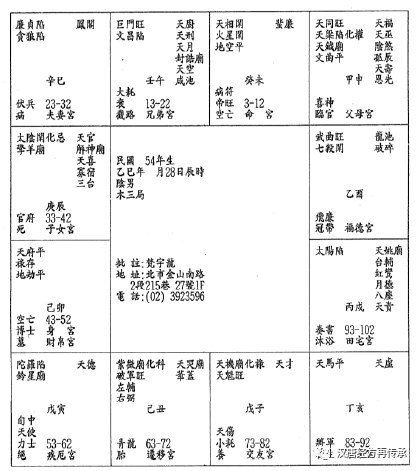 廉貞陷 鳳閣
貪狼陷
辛巳
伏兵 23-32
病 夫妻宮
巨門旺 天廚
文昌陷 天刑
天月
封誥廟
天空
咸池
壬午
大耗
衰 13-22
截路 兄弟宮
天相閒 蜚廉
火星閒
地空平
癸未
病符
帝旺 3-12
空亡 命宮
天同旺 天福
天梁陷化權 天巫
天鉞廟 陰煞
文曲平 孤辰
天壽
恩光
甲申
喜神
臨官 父母宮
太陰閒化忌 天官
擎羊廟 解神廟
天喜
寡宿
三台
庚辰
官府 33-42
死 子女宮
民國 54年生
乙巳年 月28日辰時
陰男
木三局
批 註:梵宇龍
地 址:北市金山南路
2段215巷 27號1F
電 話:(02) 3923596
武曲旺 龍池
七殺閒 破碎
乙酉
飛廉
冠帶 福德宮
天府平
祿存
地劫平
己卯
空亡 43-52
博士 身 宮
墓 財帛宮
太陽陷 天姚廟
台輔
紅鸞
月德
八座
丙戌 天貴
奏書 93-102
沐浴 田宅宮
陀羅陷 天德
鈴星廟
戊寅
旬中
天使
力士 53-62
絕 疾厄宮
紫微廟化科 天哭廟
破軍旺 華蓋
左輔
右弼
己丑
青龍 63-72
胎 遷移宮
天機廟化祿 天才
天魁旺
戊子
天傷
小耗 73-82
養 交友宮
天馬平 天虛
丁亥
將軍 83-92
汉唐经方再传承